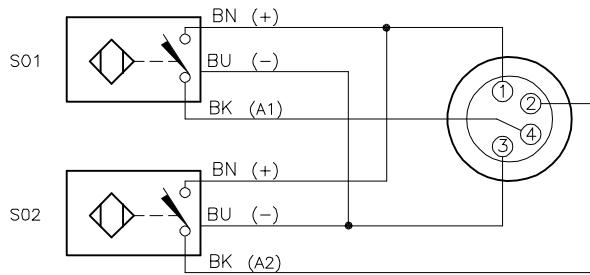 BN (+)
S01
BU (-)
BK (A1)
1
2
4
3
BN (+)
S02
BU (-)
BK (A2)